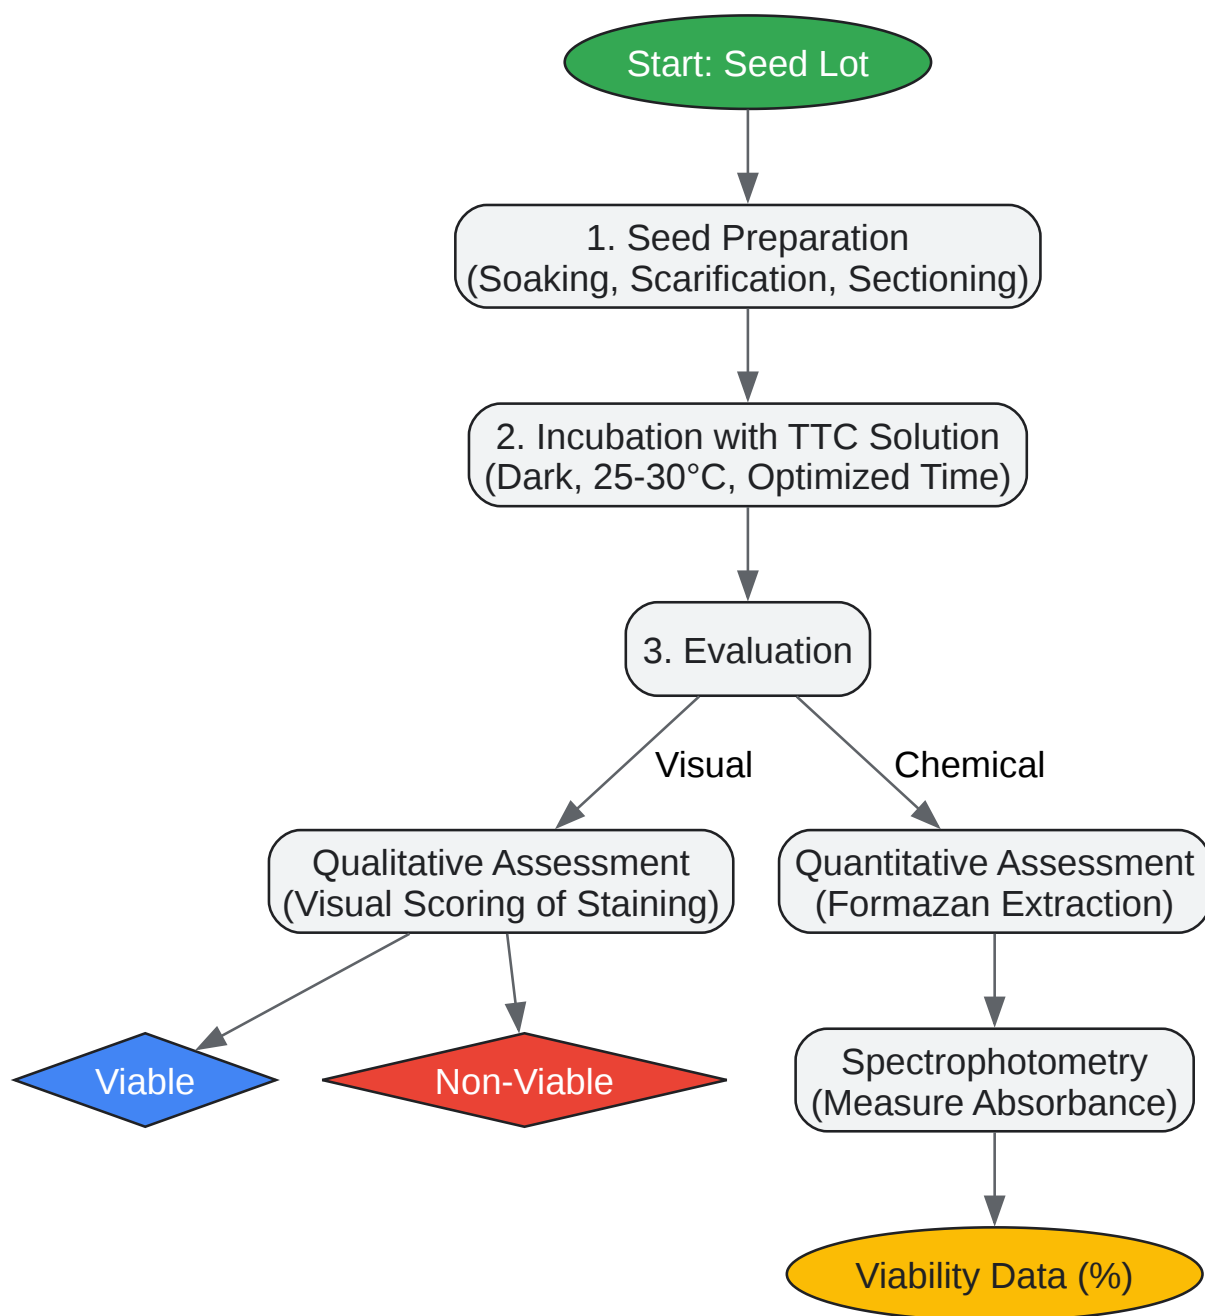 Start: Seed Lot
1. Seed Preparation
(Soaking, Scarification, Sectioning)
2. Incubation with TTC Solution
(Dark, 25-30°C, Optimized Time)
3. Evaluation
Visual
Chemical
Qualitative Assessment
(Visual Scoring of Staining)
Quantitative Assessment
(Formazan Extraction)
Viable
Non-Viable
Spectrophotometry
(Measure Absorbance)
Viability Data (%)